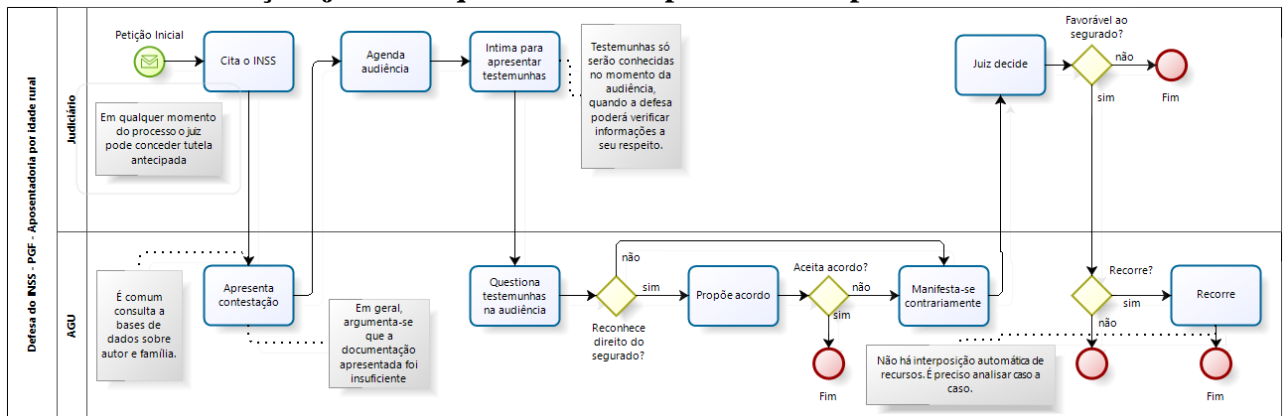 Defesa do INSS - PGF - Aposentadoria por idade rural
Judiciário
Petição Inicial
Cita o INSS
Em qualquer momento
do processo o juiz
pode conceder tutela
antecipada
Agenda
audiência
Intima para
apresentar
testemunhas
Testemunhas só
serão conhecidas
no momento da
audiência,
quando a defesa
poderá verificar
informações a
seu respeito.
Juiz decide
Favorável ao
segurado?
não
sim
Fim
AGU
É comum
consulta a
bases de
dados sobre
autor e família.
Apresenta
contestação
Em geral,
argumenta-se
que a
documentação
apresentada foi
insuficiente
Questiona
testemunhas
na audiência
não
sim
Reconhece
direito do
segurado?
Propõe acordo
Aceita acordo?
não
sim
Fim
Manifesta-se
contrariamente
Não há interposição automática de
recursos. É preciso analisar caso a
caso.
Recorre?
sim
não
Recorre
Fim